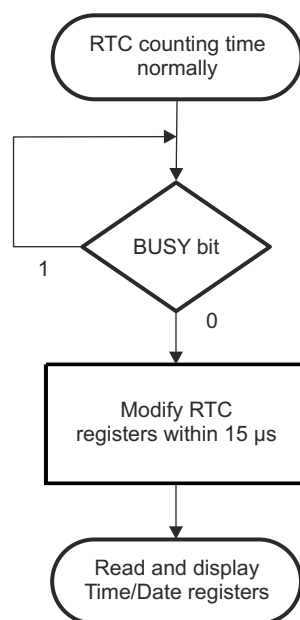 RTC counting time
normally
BUSY bit
1
0
Modify RTC
registers within 15 µs
Read and display
Time/Date registers